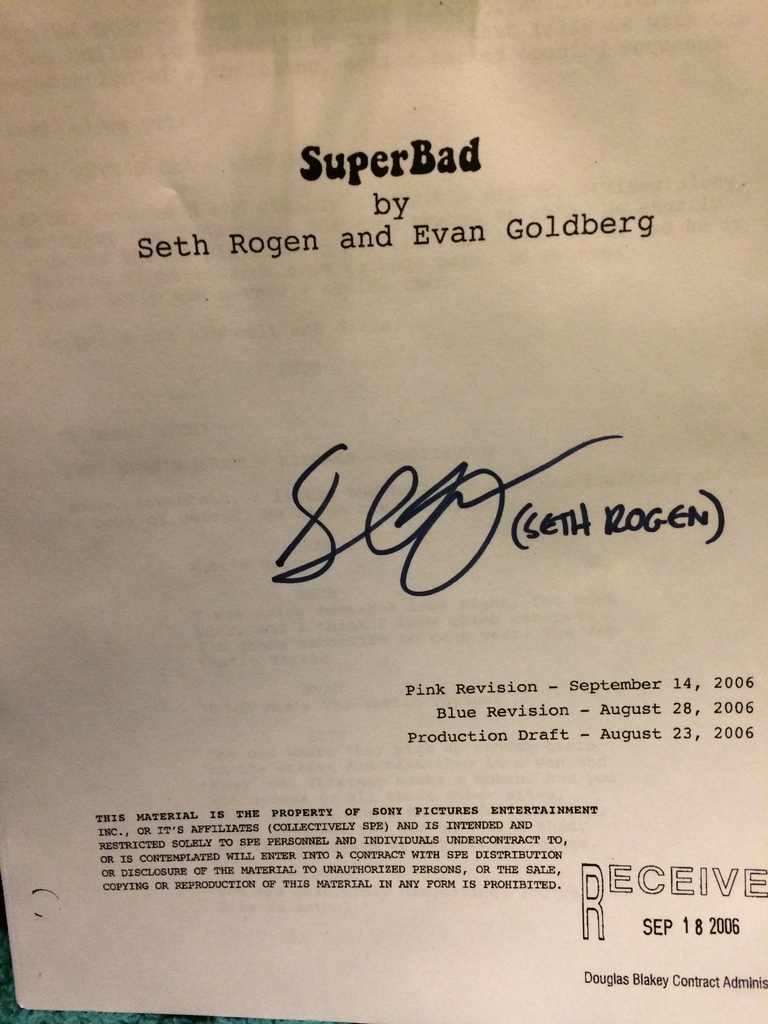 SuperBad
by
Seth Rogen and Evan Goldberg
(SETH ROGEN)
Pink Revision - September 14, 2006
Blue Revision - August 28, 2006
Production Draft - August 23, 2006
THIS MATERIAL IS THE PROPERTY OF SONY PICTURES ENTERTAINMENT
INC., OR IT'S AFFILIATES (COLLECTIVELY SPE) AND IS INTENDED AND
RESTRICTED SOLELY TO SPE PERSONNEL AND INDIVIDUALS UNDERCONTRACT TO,
OR IS CONTEMPLATED WILL ENTER INTO A CONTRACT WITH SPE DISTRIBUTION
OR DISCLOSURE OF THE MATERIAL TO UNAUTHORIZED PERSONS, OR THE SALE,
COPYING OR REPRODUCTION OF THIS MATERIAL IN ANY FORM IS PROHIBITED.
RECEIVE
SEP 18 2006
Douglas Blakey Contract Adminis